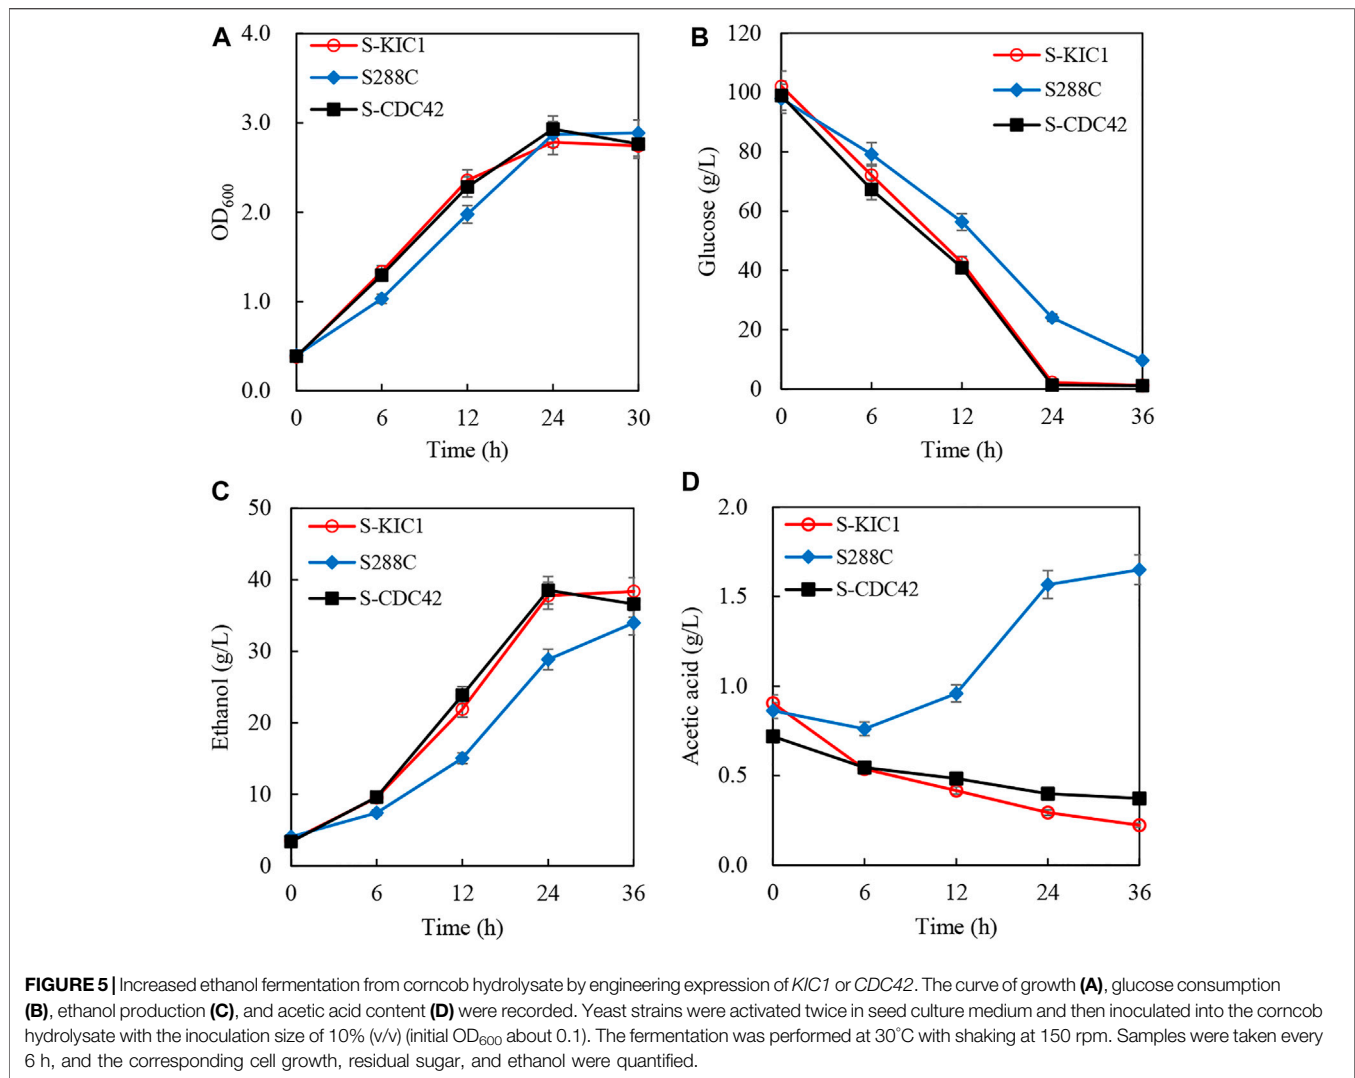 A
4.0
3.0
2.0
1.0
0.0
OD600
S-KIC1
S288C
S-CDC42
0 6 12 24 30
Time (h)
B
120
100
80
60
40
20
0
Glucose (g/L)
S-KIC1
S288C
S-CDC42
0 6 12 24 36
Time (h)
C
50
40
30
20
10
0
Ethanol (g/L)
S-KIC1
S288C
S-CDC42
0 6 12 24 36
Time (h)
D
2.0
1.5
1.0
0.5
0.0
Acetic acid (g/L)
S-KIC1
S288C
S-CDC42
0 6 12 24 36
Time (h)
FIGURE 5 | Increased ethanol fermentation from corncob hydrolysate by engineering expression of KIC1 or CDC42. The curve of growth (A), glucose consumption
(B), ethanol production (C), and acetic acid content (D) were recorded. Yeast strains were activated twice in seed culture medium and then inoculated into the corncob
hydrolysate with the inoculation size of 10% (v/v) (initial OD600 about 0.1). The fermentation was performed at 30°C with shaking at 150 rpm. Samples were taken every
6 h, and the corresponding cell growth, residual sugar, and ethanol were quantified.